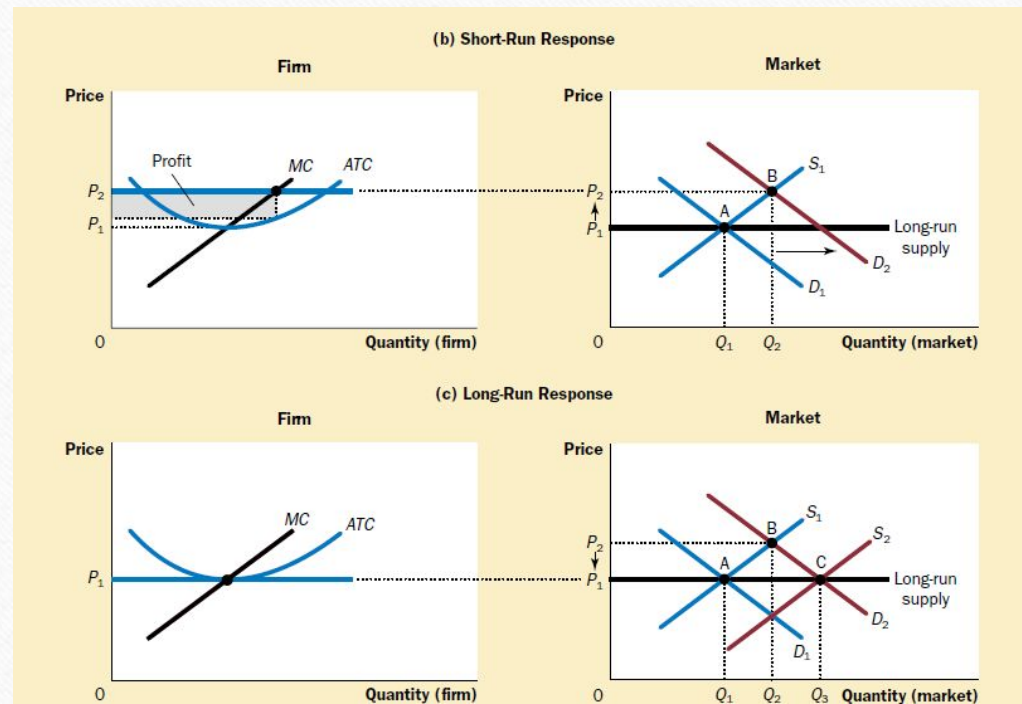 (b) Short-Run Response
Firm
Market
Price
Price
Profit
MC
ATC
P₂
P₁
0
Quantity (firm)
P₂
P₁
A
B
S₁
Long-run
supply
D₂
D₁
0
Q₁
Q₂
Quantity (market)
(c) Long-Run Response
Firm
Market
Price
Price
MC
ATC
P₁
0
Quantity (firm)
P₂
P₁
A
B
C
S₁
S₂
Long-run
supply
D₂
D₁
0
Q₁
Q₂
Q₃
Quantity (market)